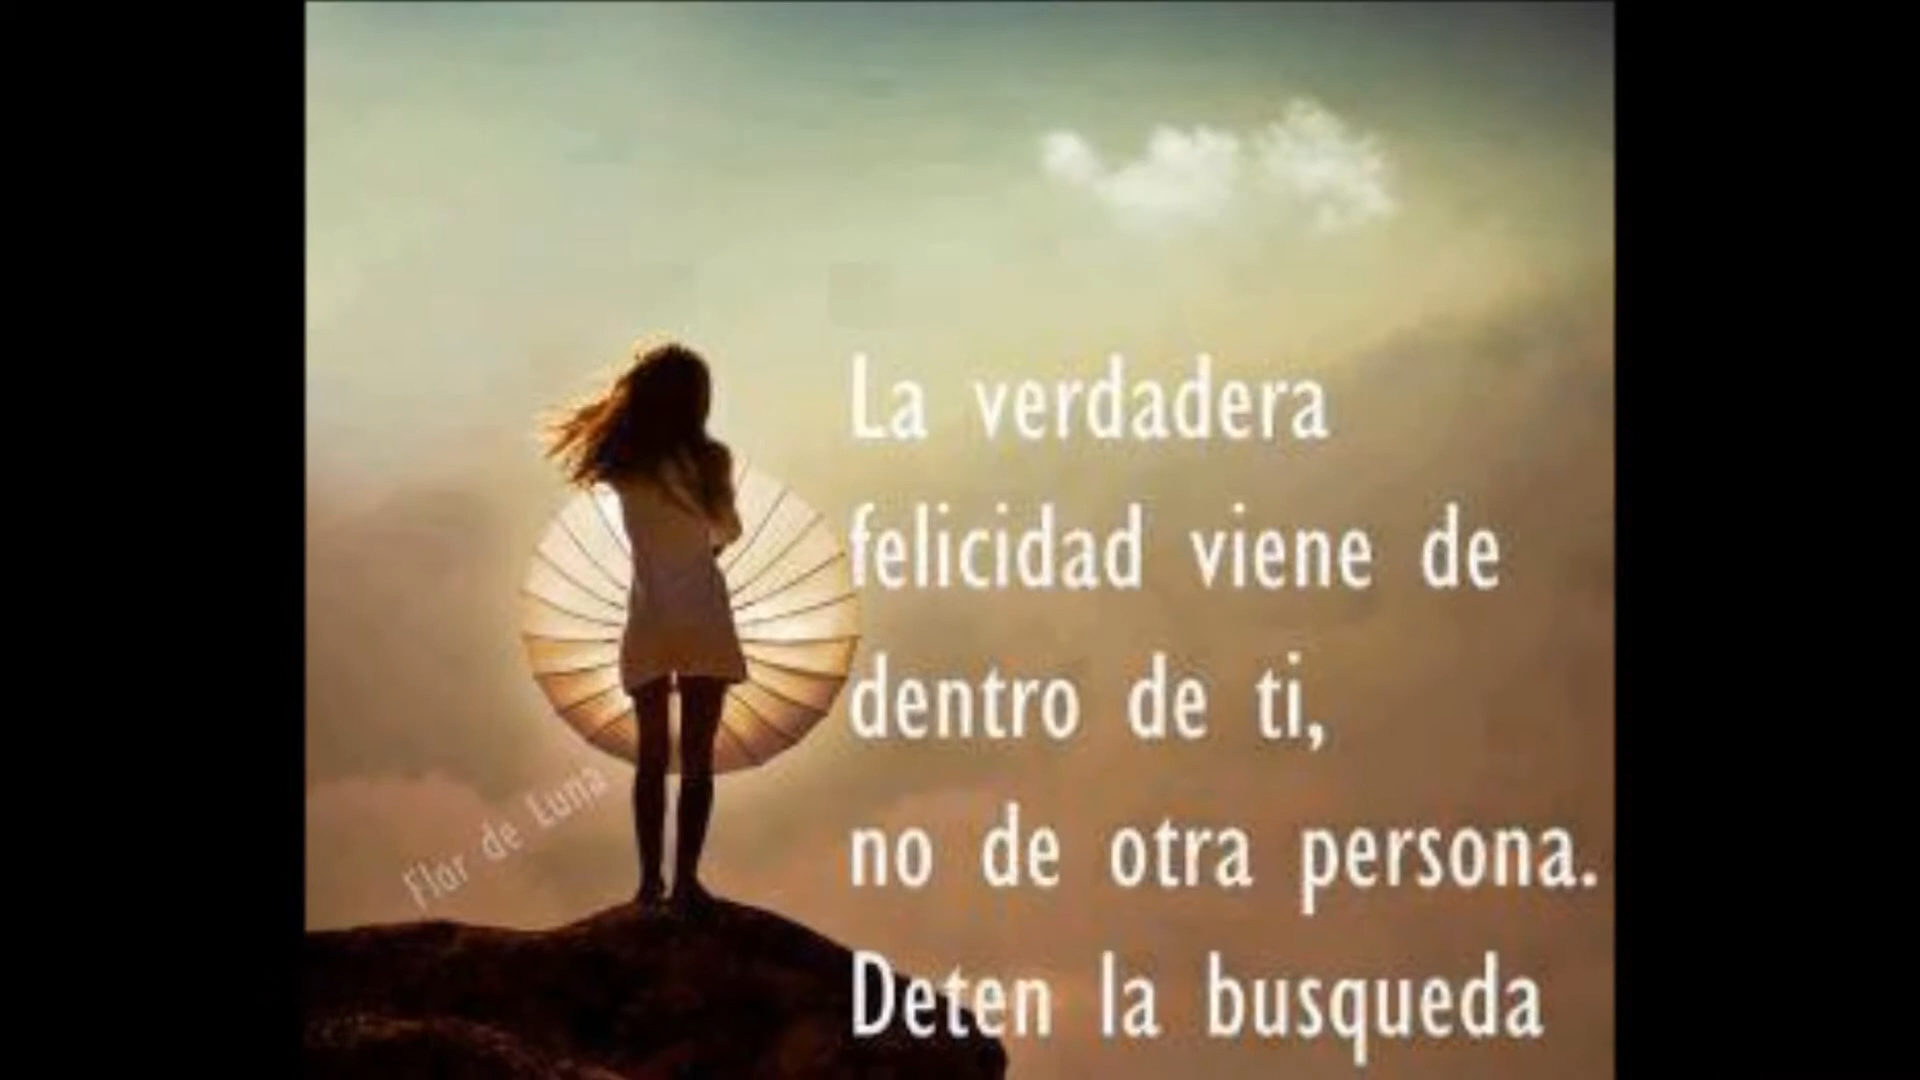 La verdadera
felicidad viene de
dentro de ti,
no de otra persona.
Deten la busqueda
Flor de Luna